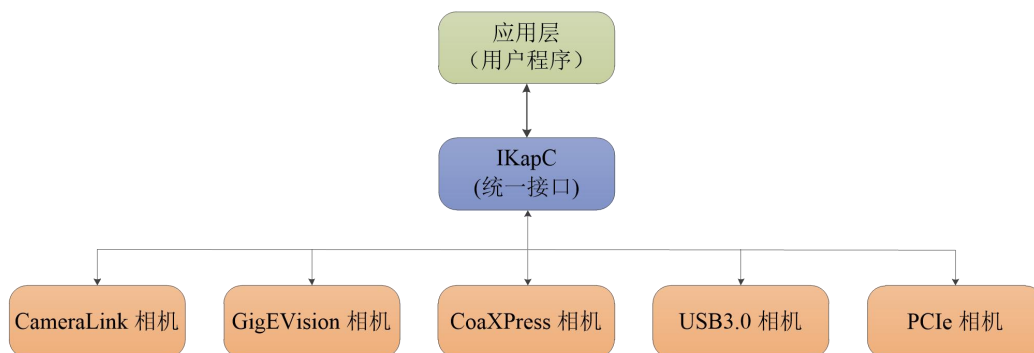 应用层
（用户程序）
IKapC
(统一接口)
CameraLink 相机
GigEVision 相机
CoaXPress 相机
USB3.0 相机
PCIe 相机